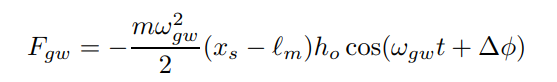 F_{gw} = -\frac{m\omega_{gw}^2}{2}(x_s - \ell_m)h_o \cos(\omega_{gw}t + \Delta\phi)